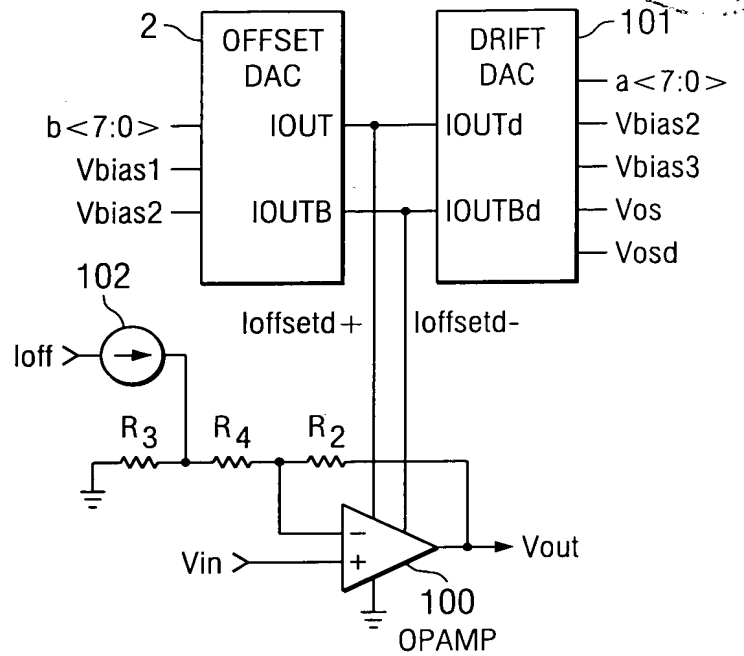 2
OFFSET
DAC
b<7:0>
Vbias1
Vbias2
IOUT
IOUTB
DRIFT
DAC
101
IOUTd
IOUTBd
a<7:0>
Vbias2
Vbias3
Vos
Vosd
102
Ioff
Ioffsetd+
Ioffsetd-
R3
R4
R2
Vin
−
+
Vout
100
OPAMP